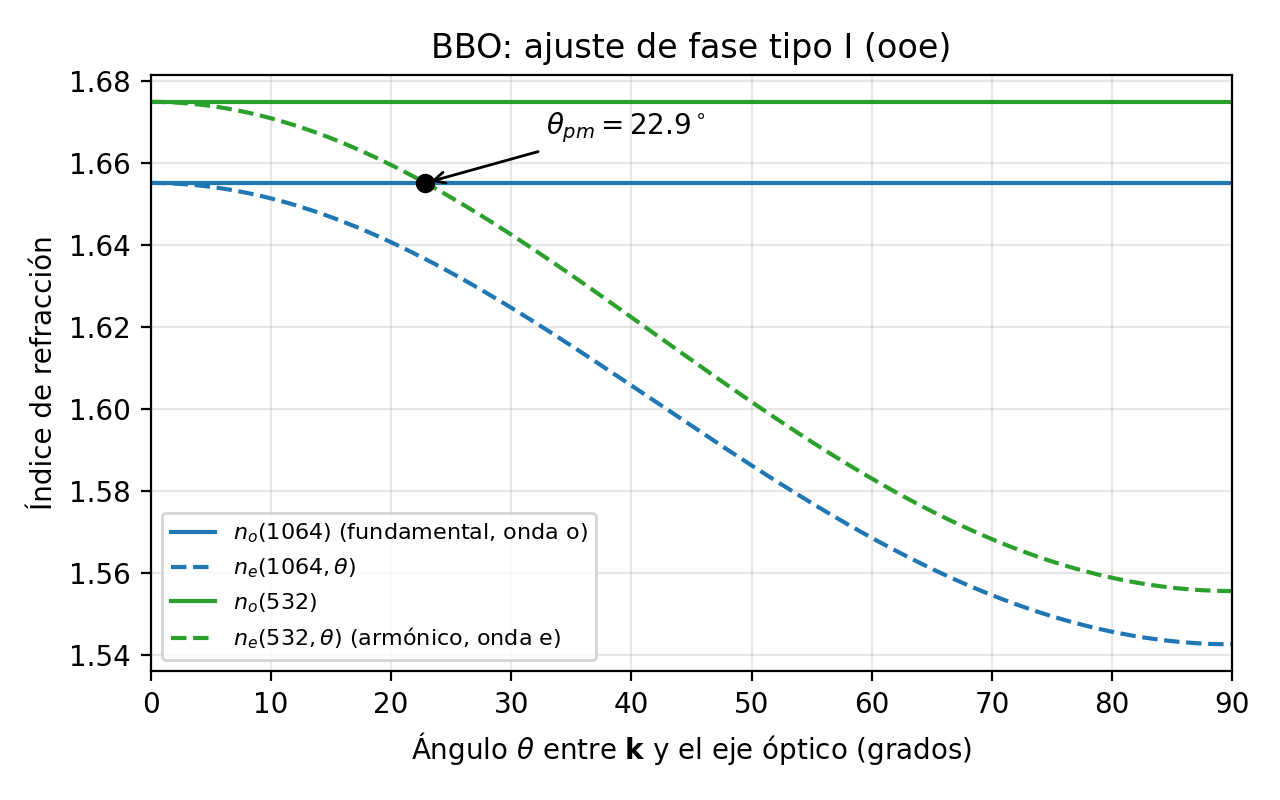 BBO: ajuste de fase tipo I (ooe)
θ_pm = 22.9°
Índice de refracción
1.68
1.66
1.64
1.62
1.60
1.58
1.56
1.54
n_o(1064) (fundamental, onda o)
n_e(1064, θ)
n_o(532)
n_e(532, θ) (armónico, onda e)
0 10 20 30 40 50 60 70 80 90
Ángulo θ entre k y el eje óptico (grados)